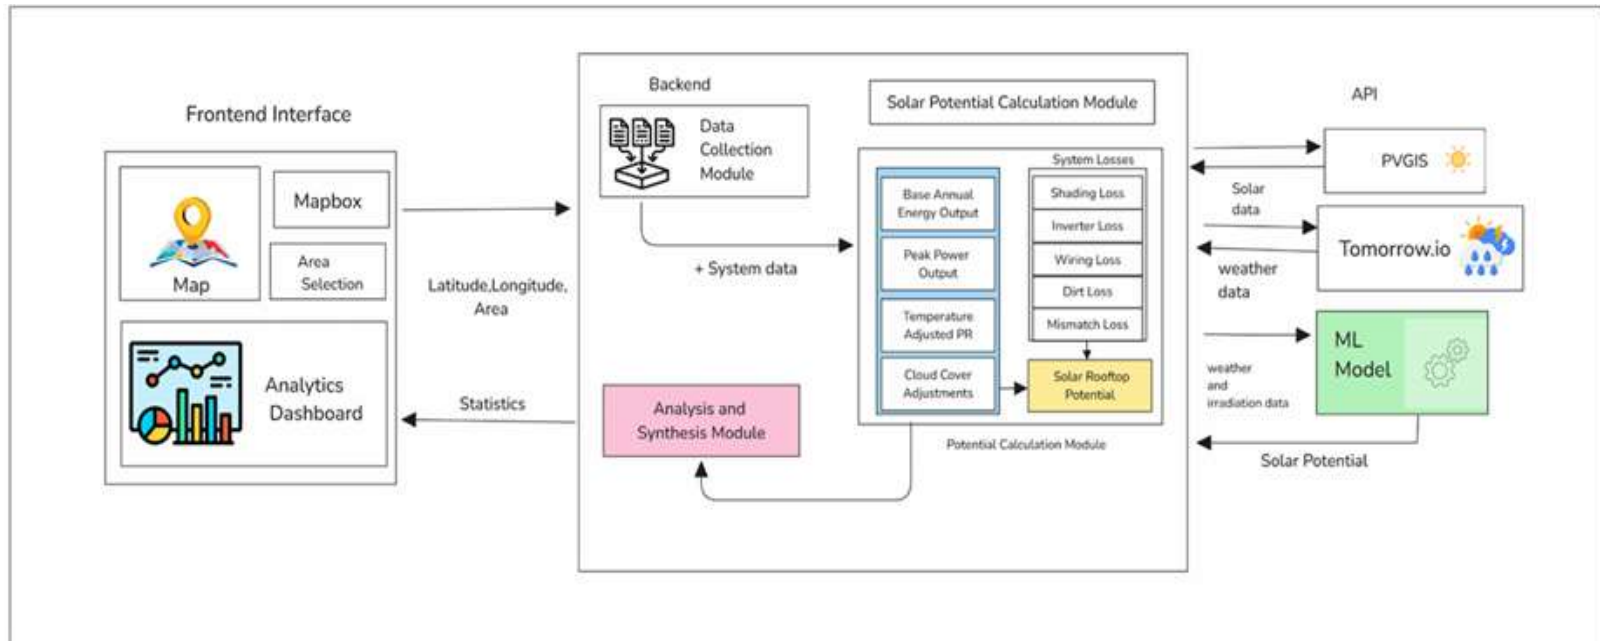 Frontend Interface
Map
Mapbox
Area
Selection
Analytics
Dashboard
Latitude,Longitude,
Area
Statistics
Backend
Data
Collection
Module
+ System data
Analysis and
Synthesis Module
Solar Potential Calculation Module
Base Annual
Energy Output
Peak Power
Output
Temperature
Adjusted PR
Cloud Cover
Adjustments
System Losses
Shading Loss
Inverter Loss
Wiring Loss
Dirt Loss
Mismatch Loss
Solar Rooftop
Potential
Potential Calculation Module
API
PVGIS
Solar
data
Tomorrow.io
weather
data
ML
Model
weather
and
irradiation data
Solar Potential